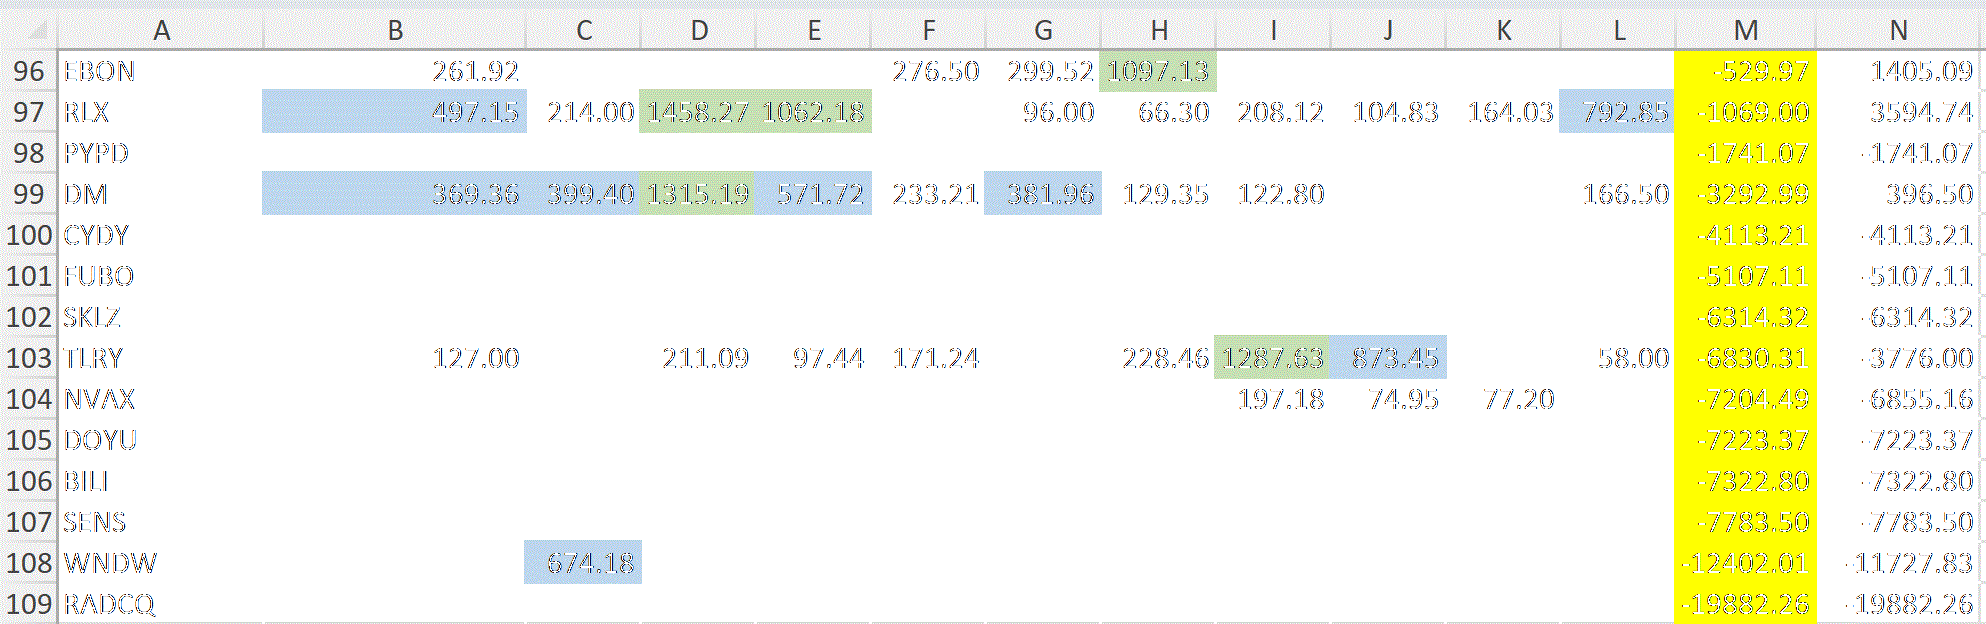 A B C D E F G H I J K L M N
96 EBON 261.92 276.50 299.52 1097.13 -529.97 1405.09
97 RLX 497.15 214.00 1458.27 1062.18 96.00 66.30 208.12 104.83 164.03 792.85 -1069.00 3594.74
98 PYPD -1741.07 -1741.07
99 DM 369.36 399.40 1315.19 571.72 233.21 381.96 129.35 122.80 166.50 -3292.99 396.50
100 CYDY -4113.21 -4113.21
101 FUBO -5107.11 -5107.11
102 SKLZ -6314.32 -6314.32
103 TLRY 127.00 211.09 97.44 171.24 228.46 1287.63 873.45 58.00 -6830.31 -3776.00
104 NVAX 197.18 74.95 77.20 -7204.49 -6855.16
105 DOYU -7223.37 -7223.37
106 BILI -7322.80 -7322.80
107 SENS -7783.50 -7783.50
108 WNDW 674.18 -12402.01 -11727.83
109 RADCQ -19882.26 -19882.26